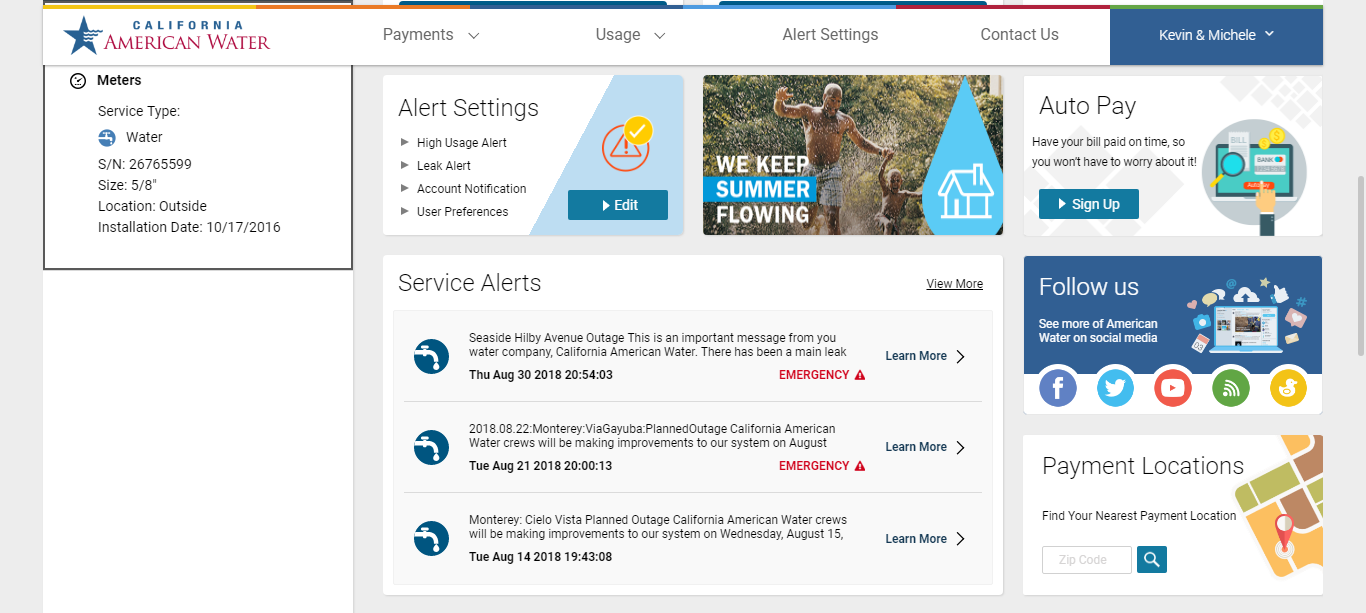 CALIFORNIA
AMERICAN WATER
Payments
Usage
Alert Settings
Contact Us
Kevin & Michele
Meters
Service Type:
Water
S/N: 26765599
Size: 5/8"
Location: Outside
Installation Date: 10/17/2016
Alert Settings
High Usage Alert
Leak Alert
Account Notification
User Preferences
Edit
WE KEEP
SUMMER
FLOWING
Auto Pay
Have your bill paid on time, so
you won't have to worry about it!
Sign Up
BILL
BANK
Auto Pay
Service Alerts
View More
Seaside Hilby Avenue Outage This is an important message from you
water company, California American Water. There has been a main leak
Thu Aug 30 2018 20:54:03
EMERGENCY
Learn More
2018.08.22:Monterey:ViaGayuba:PlannedOutage California American
Water crews will be making improvements to our system on August
Tue Aug 21 2018 20:00:13
EMERGENCY
Learn More
Monterey: Cielo Vista Planned Outage California American Water crews
will be making improvements to our system on Wednesday, August 15,
Tue Aug 14 2018 19:43:08
Learn More
Follow us
See more of American
Water on social media
Payment Locations
Find Your Nearest Payment Location
Zip Code